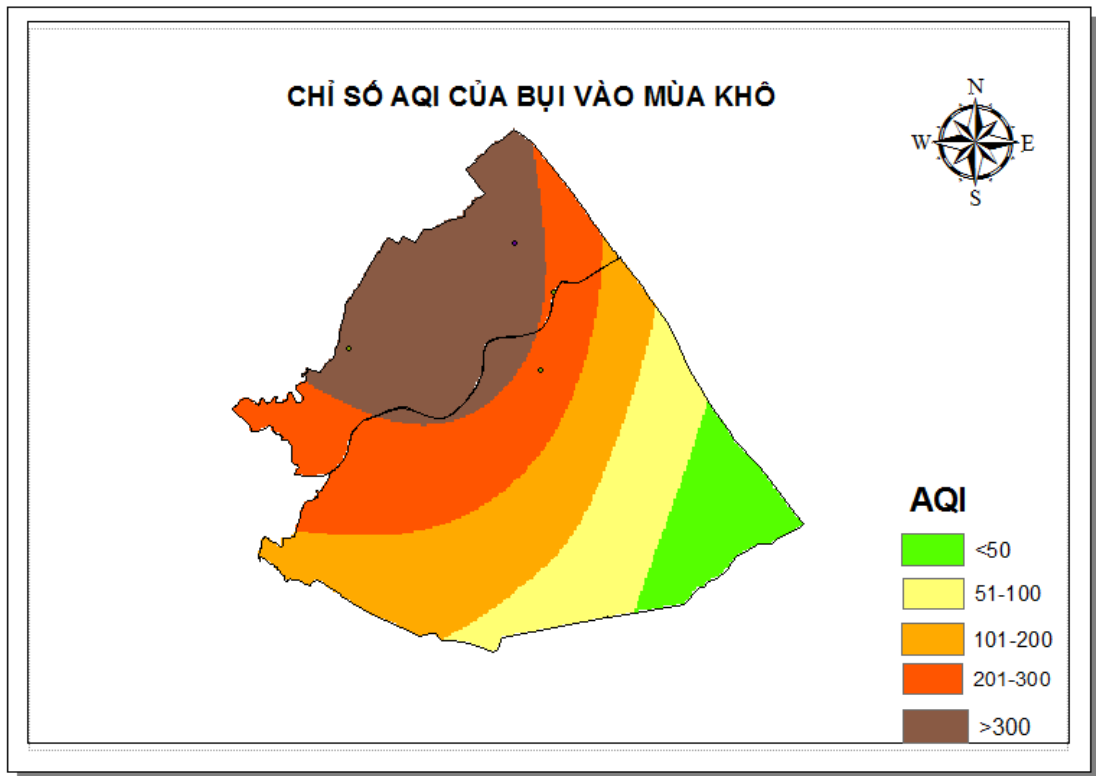 CHỈ SỐ AQI CỦA BỤI VÀO MÙA KHÔ
N
W E
S
AQI
<50
51-100
101-200
201-300
>300